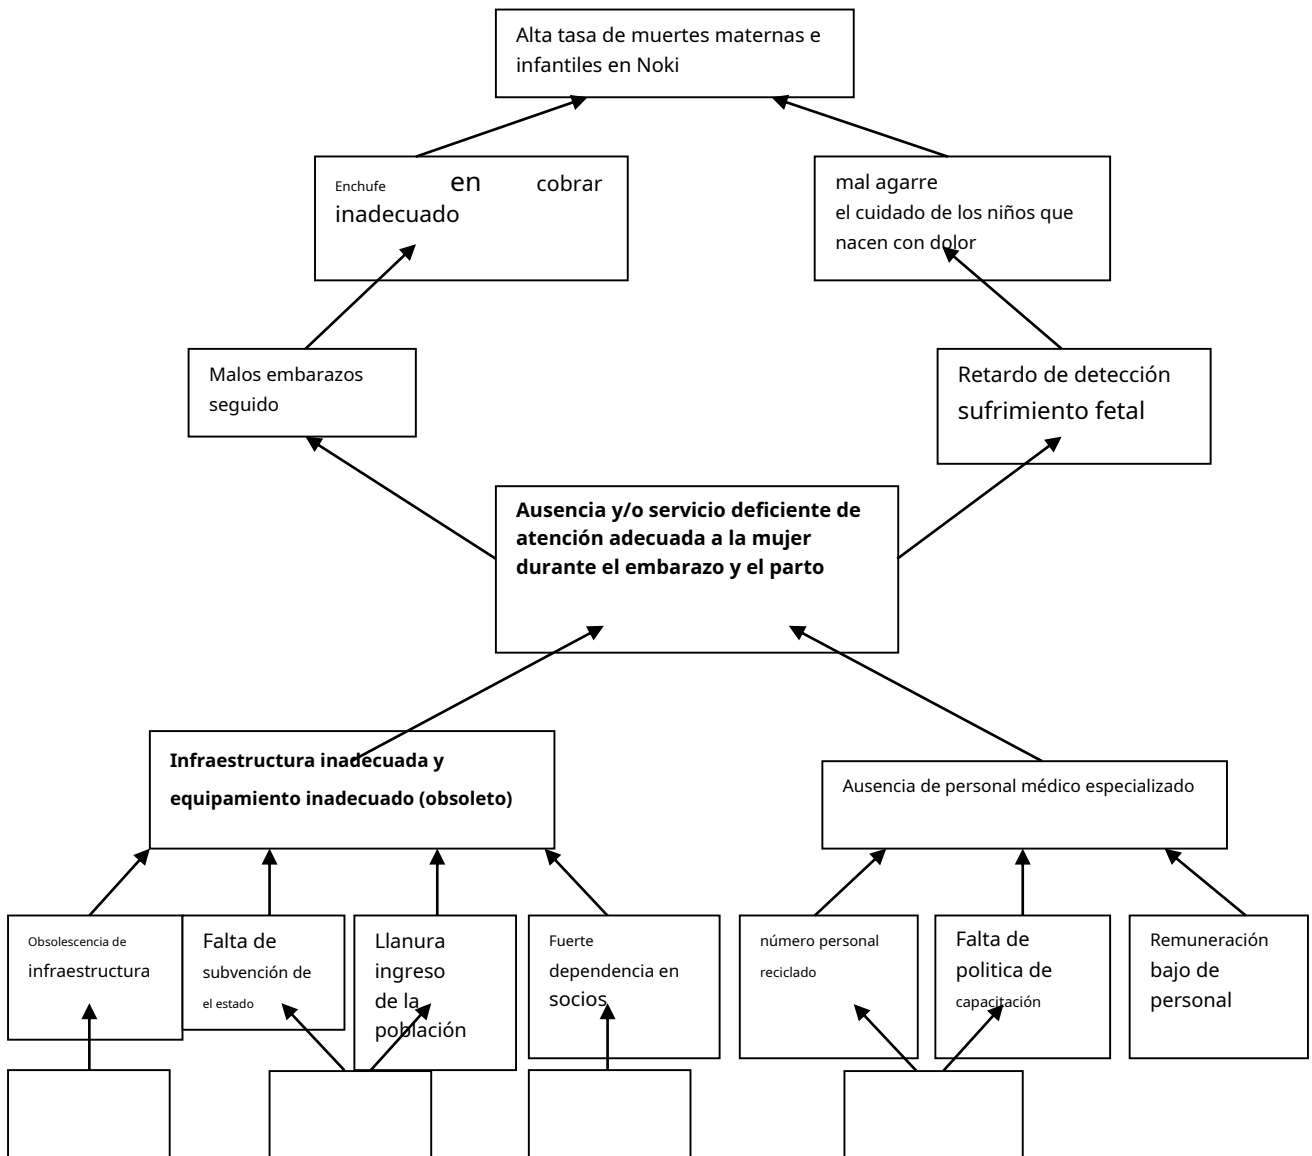 Alta tasa de muertes maternas e
infantiles en Noki
Enchufe en cobrar
inadecuado
mal agarre
el cuidado de los niños que
nacen con dolor
Malos embarazos
seguido
Retardo de detección
sufrimiento fetal
Ausencia y/o servicio deficiente de
atención adecuada a la mujer
durante el embarazo y el parto
Infraestructura inadecuada y
equipamiento inadecuado (obsoleto)
Ausencia de personal médico especializado
Obsolescencia de
infraestructura
Falta de
subvención de
el estado
Llanura
ingreso
de la
población
Fuerte
dependencia en
socios
número personal
reciclado
Falta de
politica de
capacitación
Remuneración
bajo de
personal